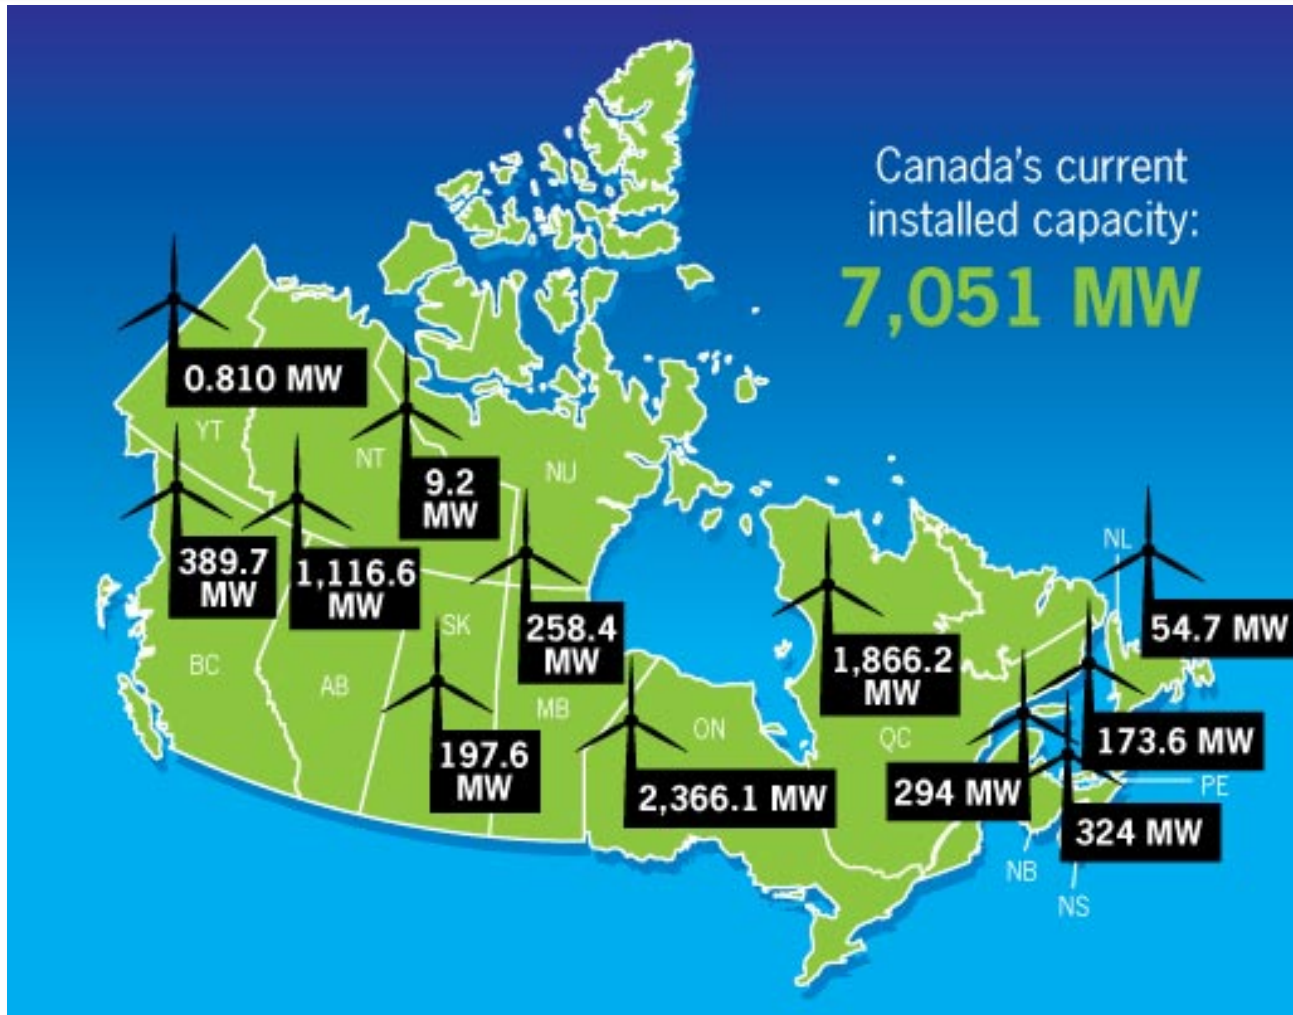 Canada's current
installed capacity:
7,051 MW
0.810 MW
YT
NT
NU
9.2
MW
389.7
MW
1,116.6
MW
258.4
MW
NL
54.7 MW
SK
1,866.2
MW
BC
AB
MB
ON
QC
197.6
MW
2,366.1 MW
173.6 MW
294 MW
PE
324 MW
NB
NS